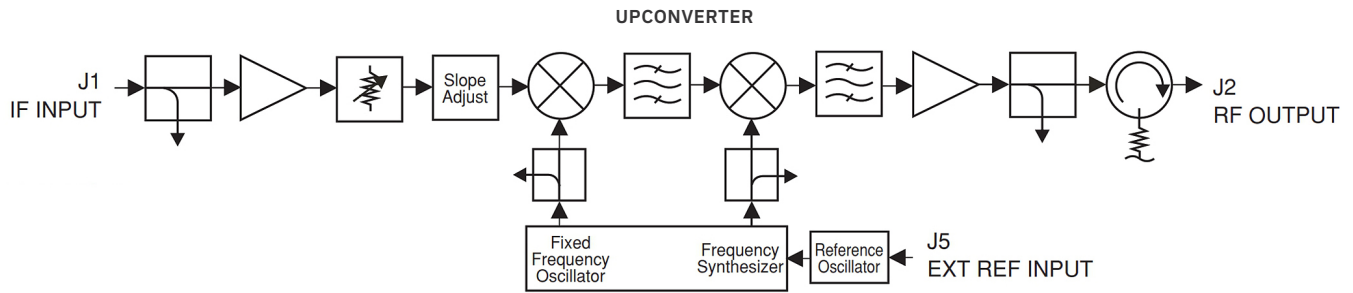 UPCONVERTER
J1
IF INPUT
Slope
Adjust
J2
RF OUTPUT
Fixed
Frequency
Oscillator
Frequency
Synthesizer
Reference
Oscillator
J5
EXT REF INPUT